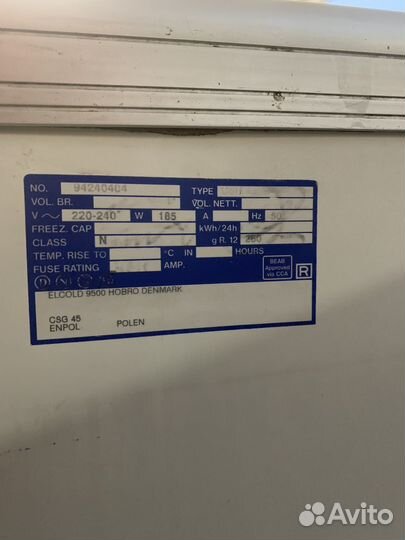 NO. 94240404 TYPE
VOL. BR. VOL. NETT.
V ~ 220-240 W 185 A Hz 50
FREEZ. CAP kWh/24h
CLASS N g R. 12 260
TEMP. RISE TO °C IN HOURS
FUSE RATING AMP.
BEAB
Approved
via CCA
R
ELCOLD 9500 HOBRO DENMARK
CSG 45
ENPOL POLEN
Avito